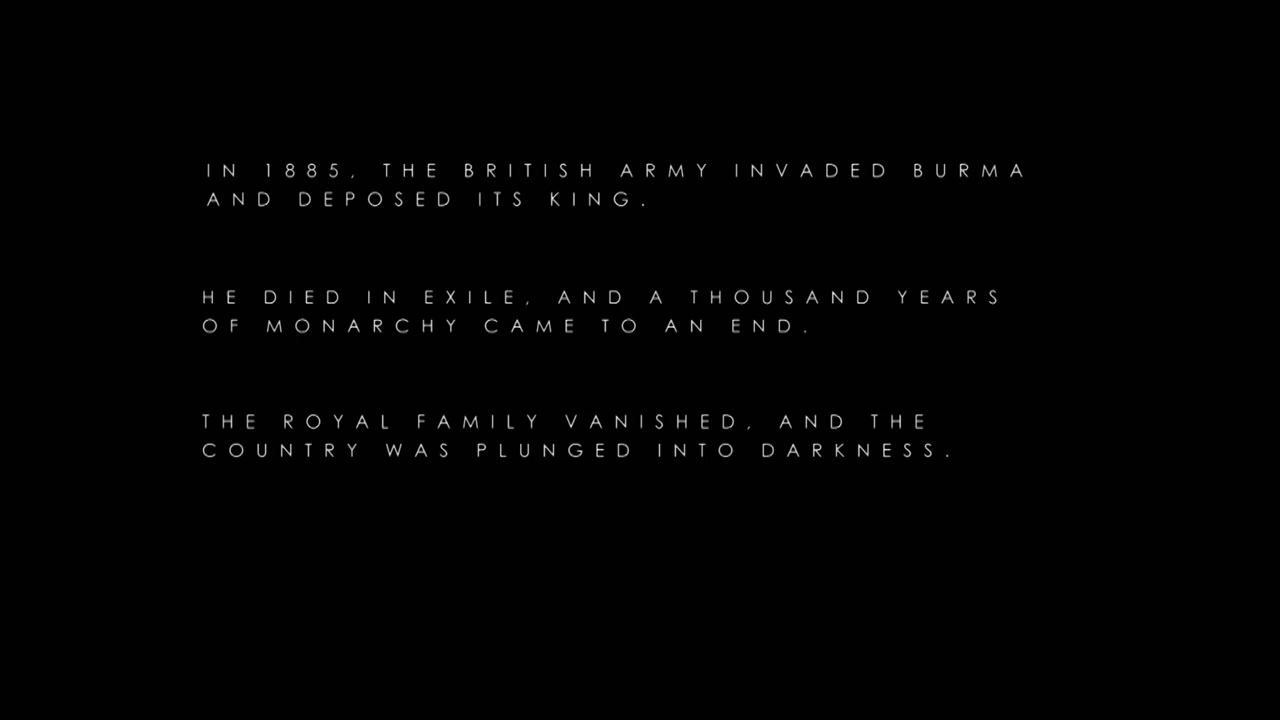 IN 1885, THE BRITISH ARMY INVADED BURMA
AND DEPOSED ITS KING.
HE DIED IN EXILE, AND A THOUSAND YEARS
OF MONARCHY CAME TO AN END.
THE ROYAL FAMILY VANISHED, AND THE
COUNTRY WAS PLUNGED INTO DARKNESS.